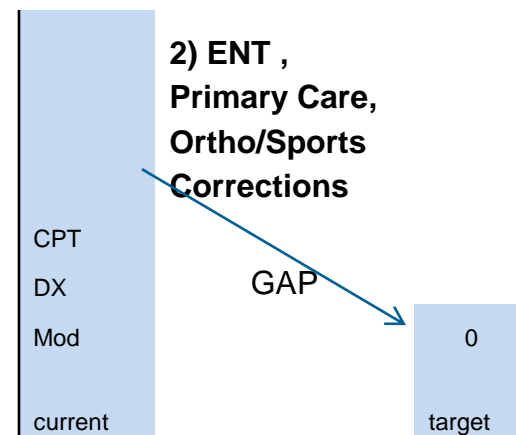 2) ENT ,
Primary Care,
Ortho/Sports
Corrections
CPT
DX
GAP
Mod
0
current
target